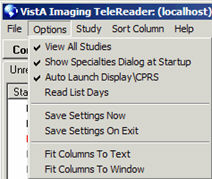 VistA Imaging TeleReader: (localhost)
Options Study Sort Column Help
Unre
View All Studies
Show Specialties Dialog at Startup
Auto Launch Display\CPRS
Read List Days
Save Settings Now
Save Settings On Exit
Fit Columns To Text
Fit Columns To Window